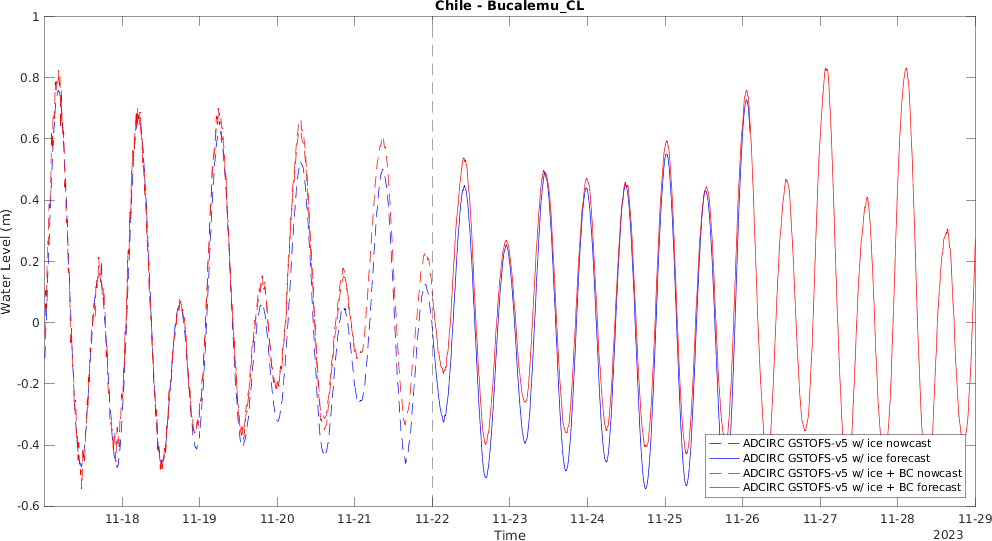 Chile - Bucalemu_CL
Water Level (m)
1
0.8
0.6
0.4
0.2
0
-0.2
-0.4
-0.6
ADCIRC GSTOFS-v5 w/ ice nowcast
ADCIRC GSTOFS-v5 w/ ice forecast
ADCIRC GSTOFS-v5 w/ ice + BC nowcast
ADCIRC GSTOFS-v5 w/ ice + BC forecast
11-18 11-19 11-20 11-21 11-22 11-23 11-24 11-25 11-26 11-27 11-28 11-29
Time
2023